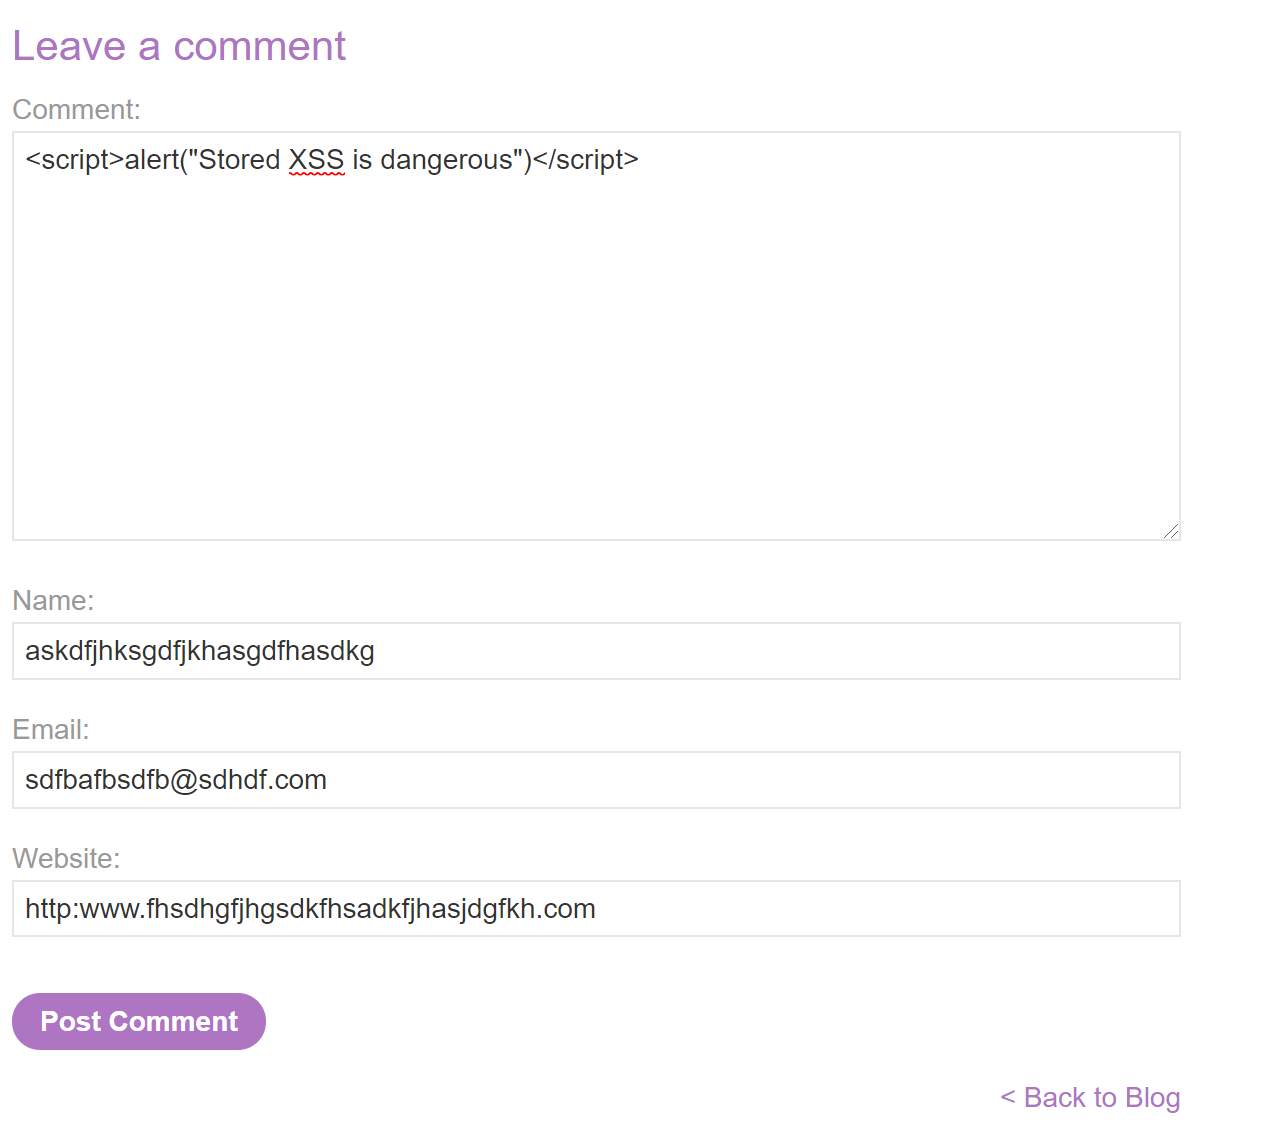 Leave a comment
Comment:
<script>alert("Stored XSS is dangerous")</script>
Name:
askdfjhksgdfjkhasgdfhasdkg
Email:
sdfbafbsdfb@sdhdf.com
Website:
http:www.fhsdhgfjhgsdkfhsadkfjhasjdgfkh.com
Post Comment
< Back to Blog